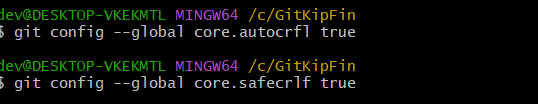 dev@DESKTOP-VKEKMTL MINGW64 /c/GitKipFin
$ git config --global core.autocrfl true
dev@DESKTOP-VKEKMTL MINGW64 /c/GitKipFin
$ git config --global core.safecrlf true